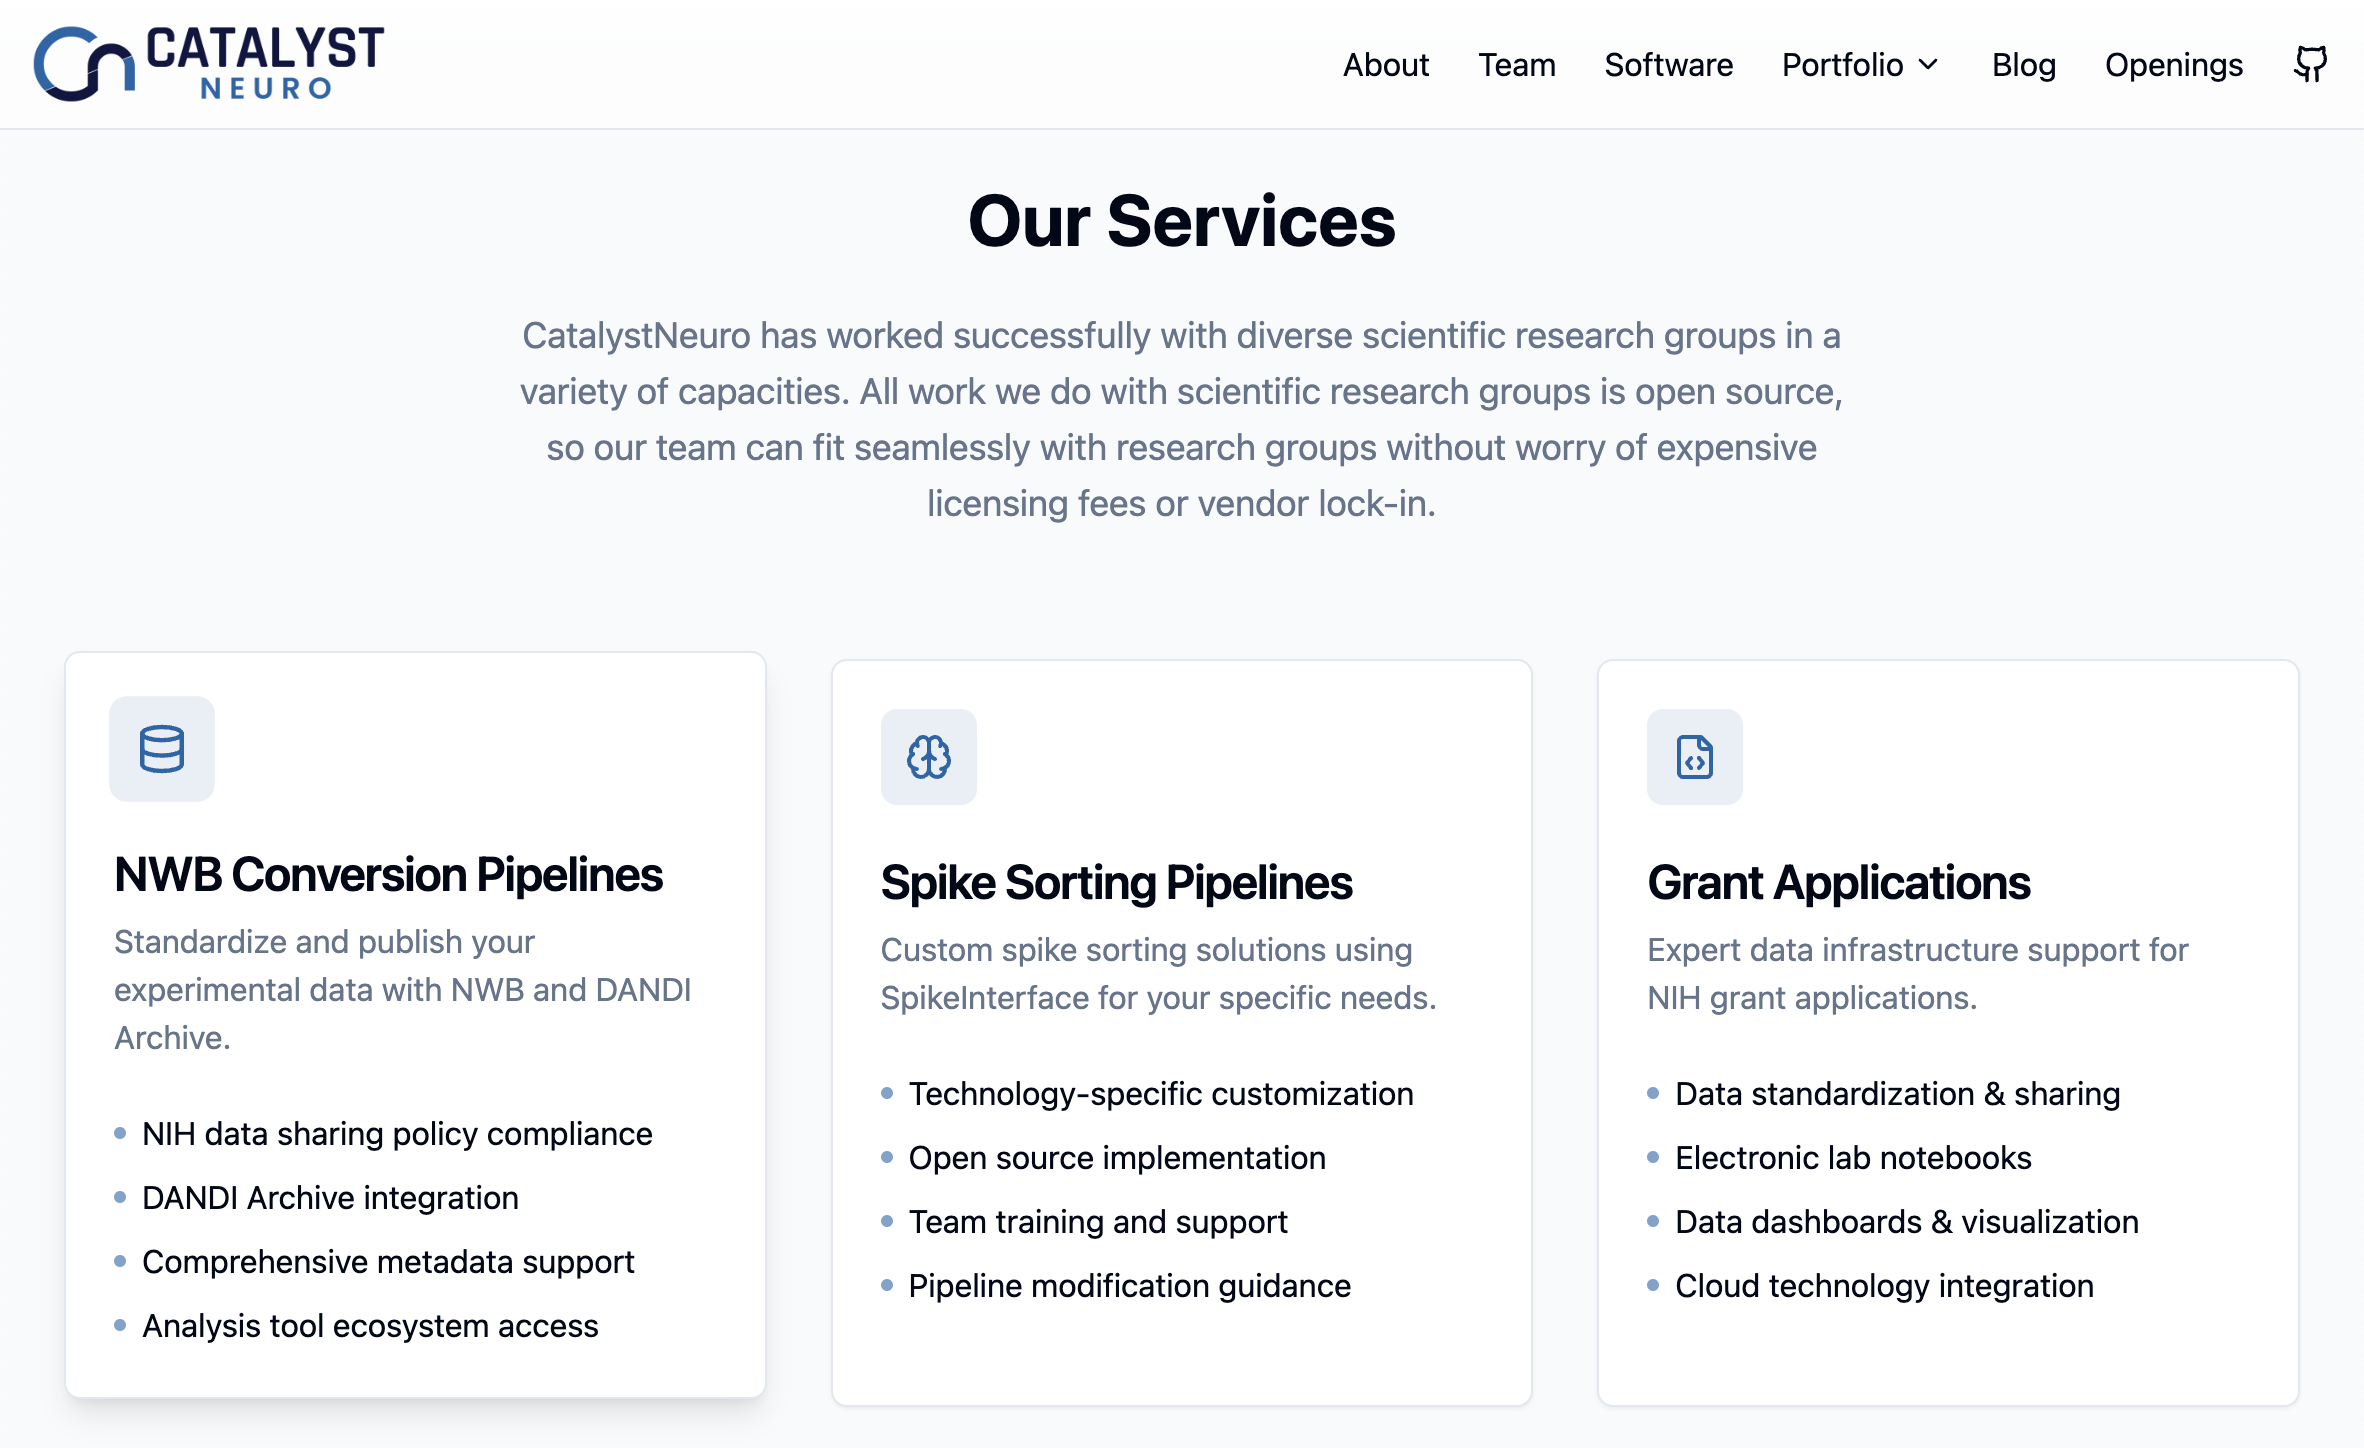 CATALYST
NEURO
About Team Software Portfolio Blog Openings
Our Services
CatalystNeuro has worked successfully with diverse scientific research groups in a
variety of capacities. All work we do with scientific research groups is open source,
so our team can fit seamlessly with research groups without worry of expensive
licensing fees or vendor lock-in.
NWB Conversion Pipelines
Standardize and publish your
experimental data with NWB and DANDI
Archive.
NIH data sharing policy compliance
DANDI Archive integration
Comprehensive metadata support
Analysis tool ecosystem access
Spike Sorting Pipelines
Custom spike sorting solutions using
SpikeInterface for your specific needs.
Technology-specific customization
Open source implementation
Team training and support
Pipeline modification guidance
Grant Applications
Expert data infrastructure support for
NIH grant applications.
Data standardization & sharing
Electronic lab notebooks
Data dashboards & visualization
Cloud technology integration